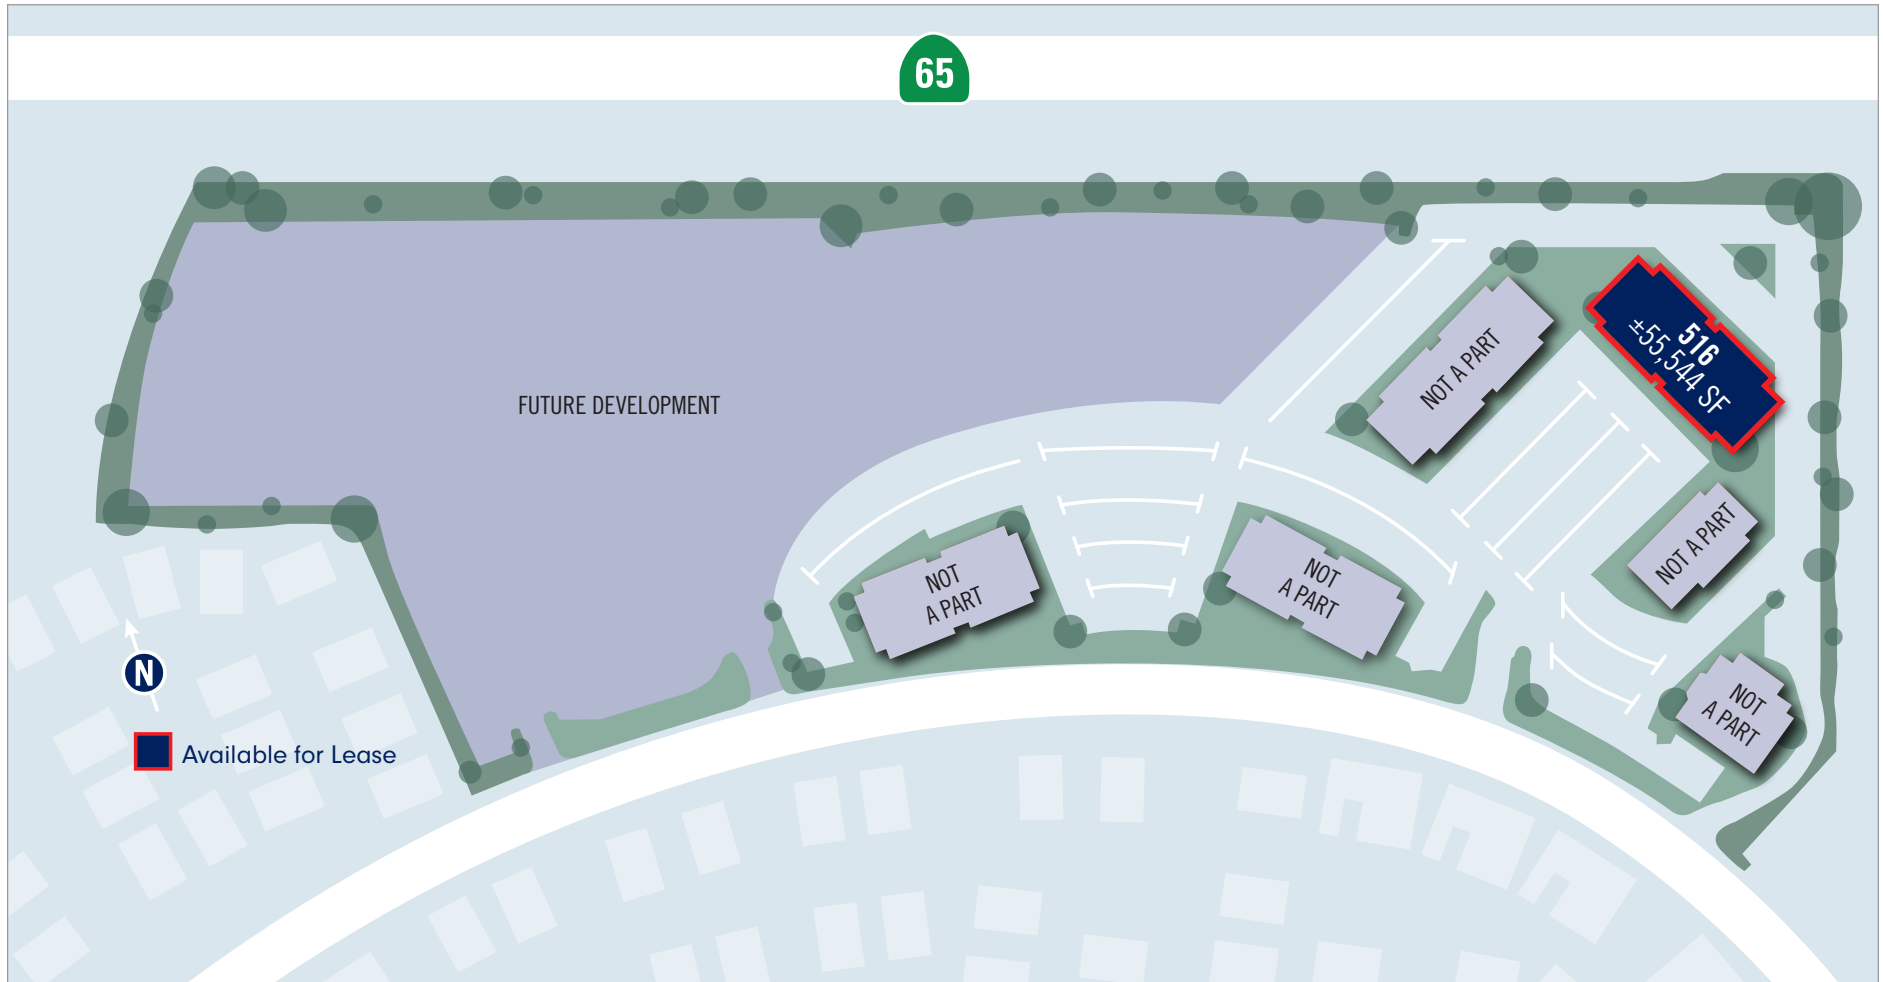 65
FUTURE DEVELOPMENT
NOT A PART
516
±55,544 SF
NOT A PART
NOT
A PART
NOT
A PART
NOT
A PART
N
Available for Lease